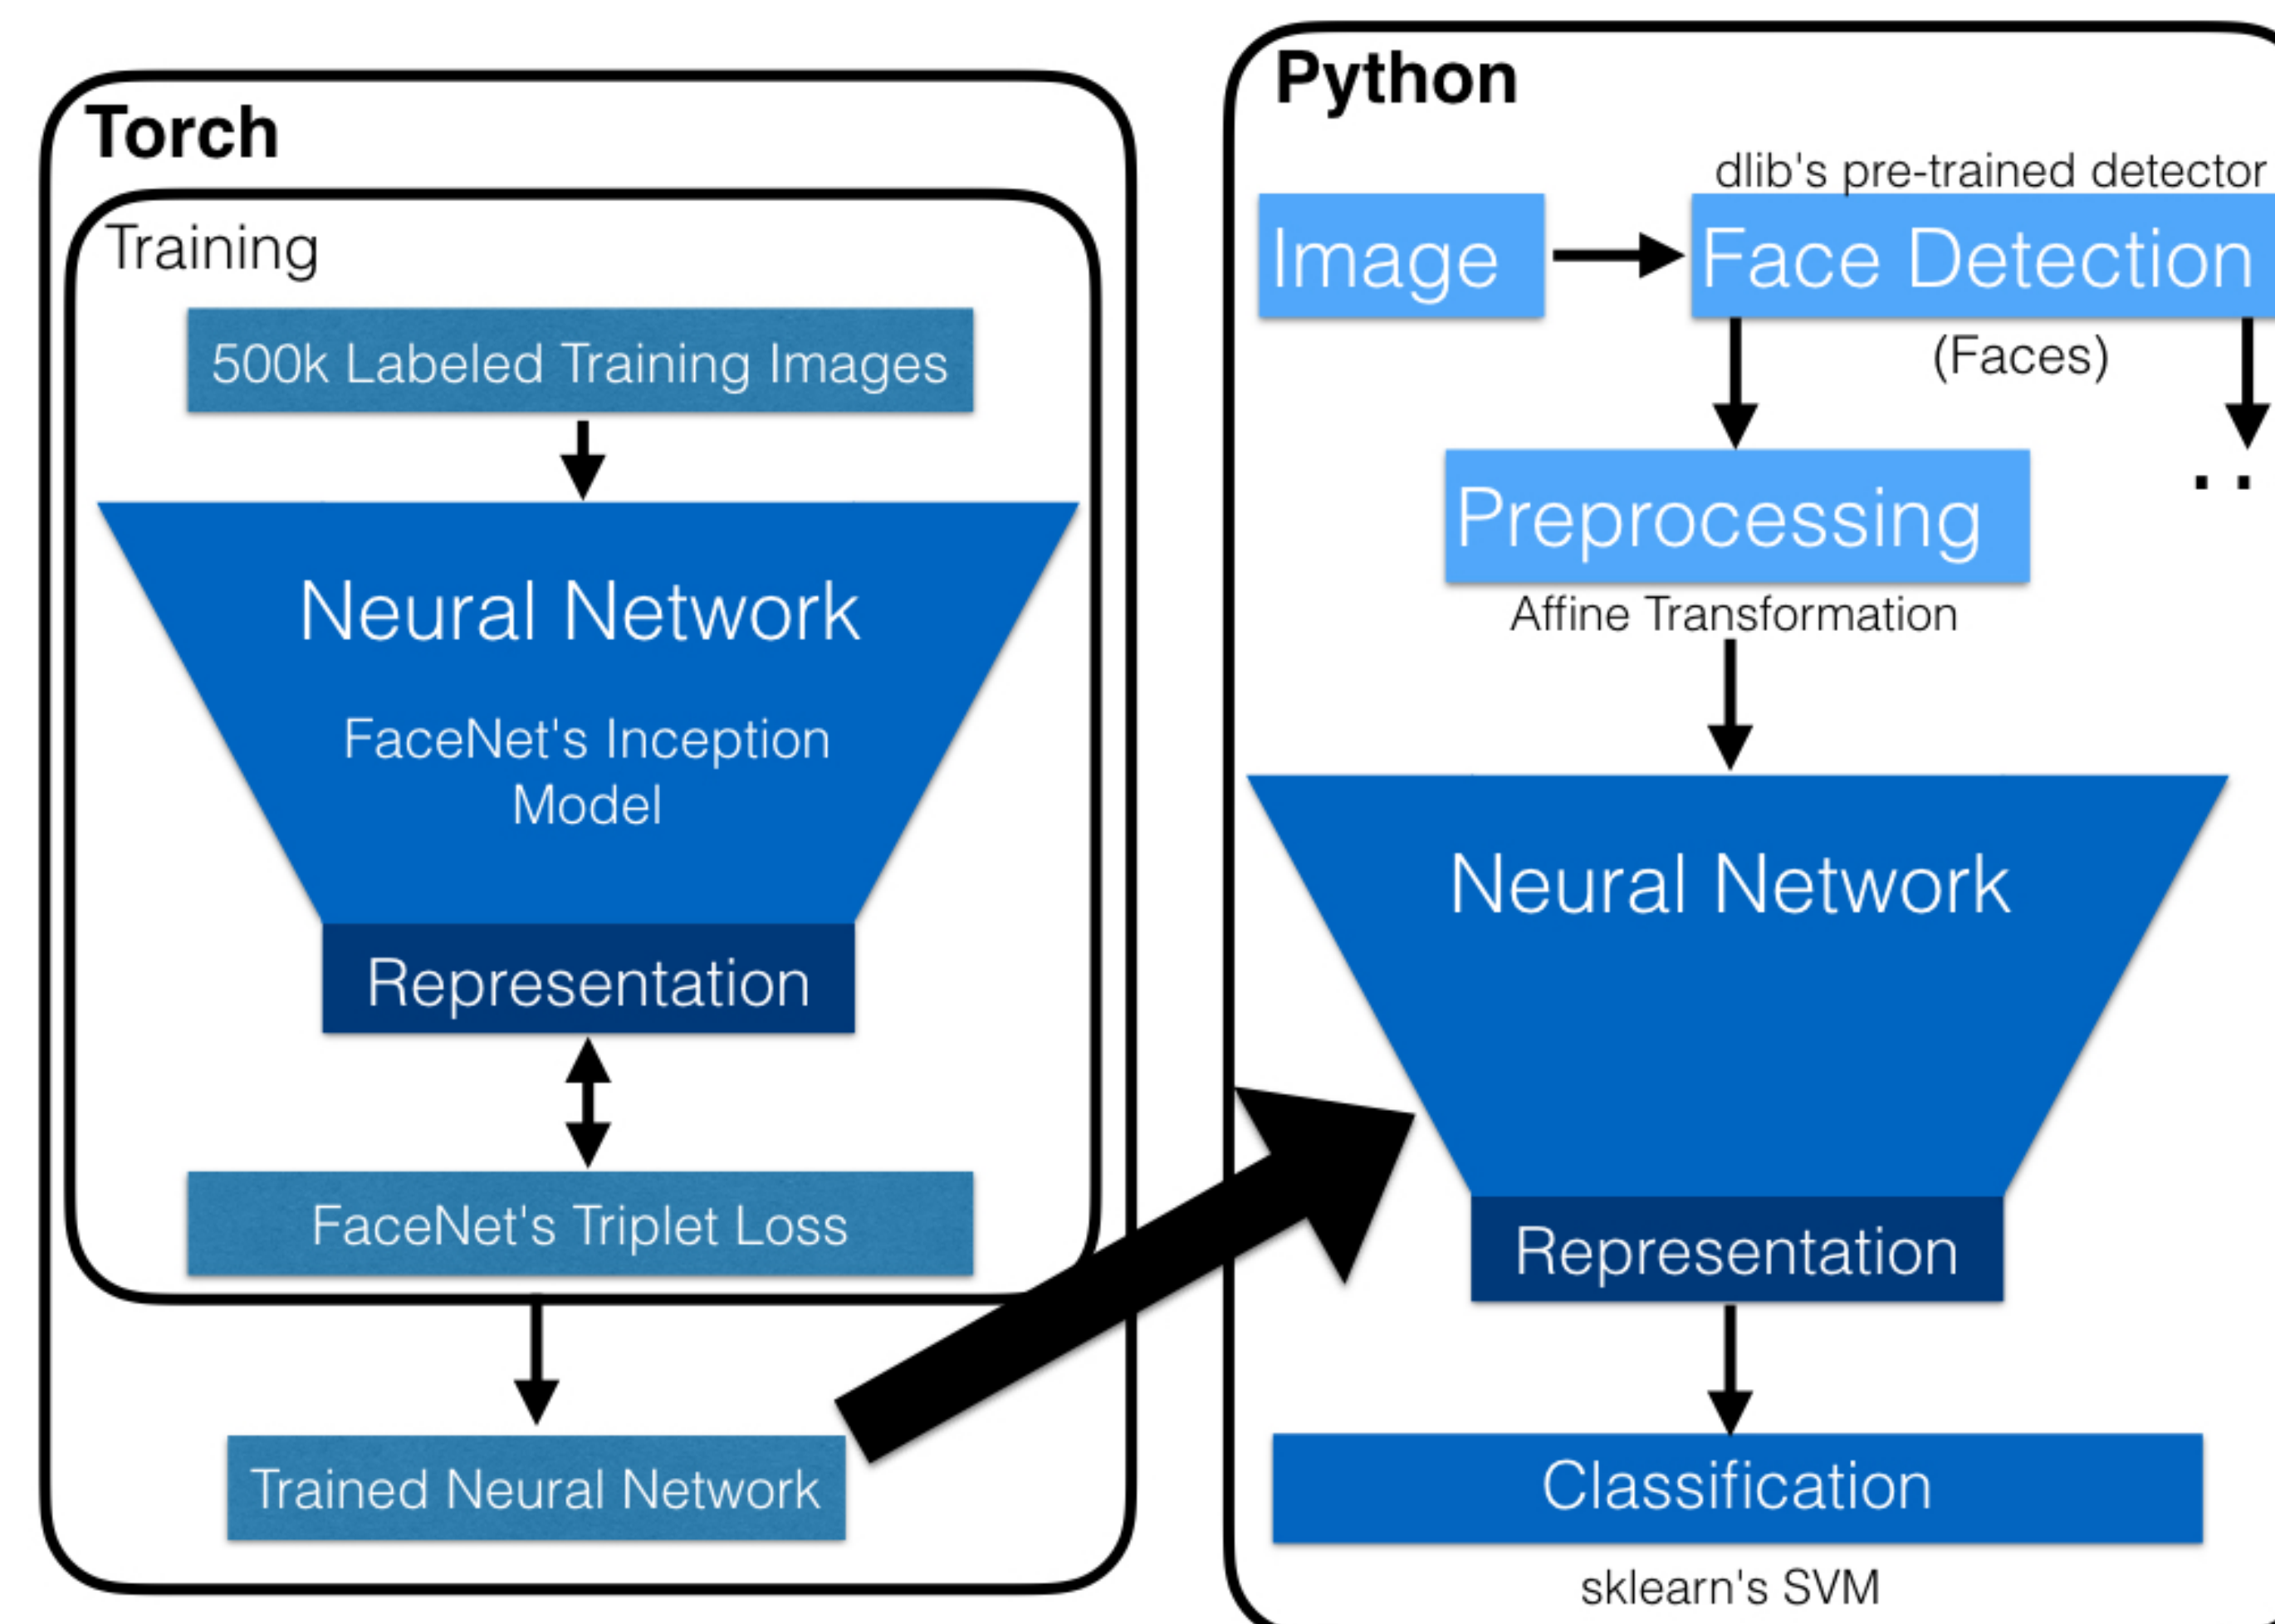 Torch
Training
500k Labeled Training Images
Neural Network
FaceNet's Inception
Model
Representation
FaceNet's Triplet Loss
Trained Neural Network
Python
dlib's pre-trained detector
Image
Face Detection
(Faces)
Preprocessing
..
Affine Transformation
Neural Network
Representation
Classification
sklearn's SVM